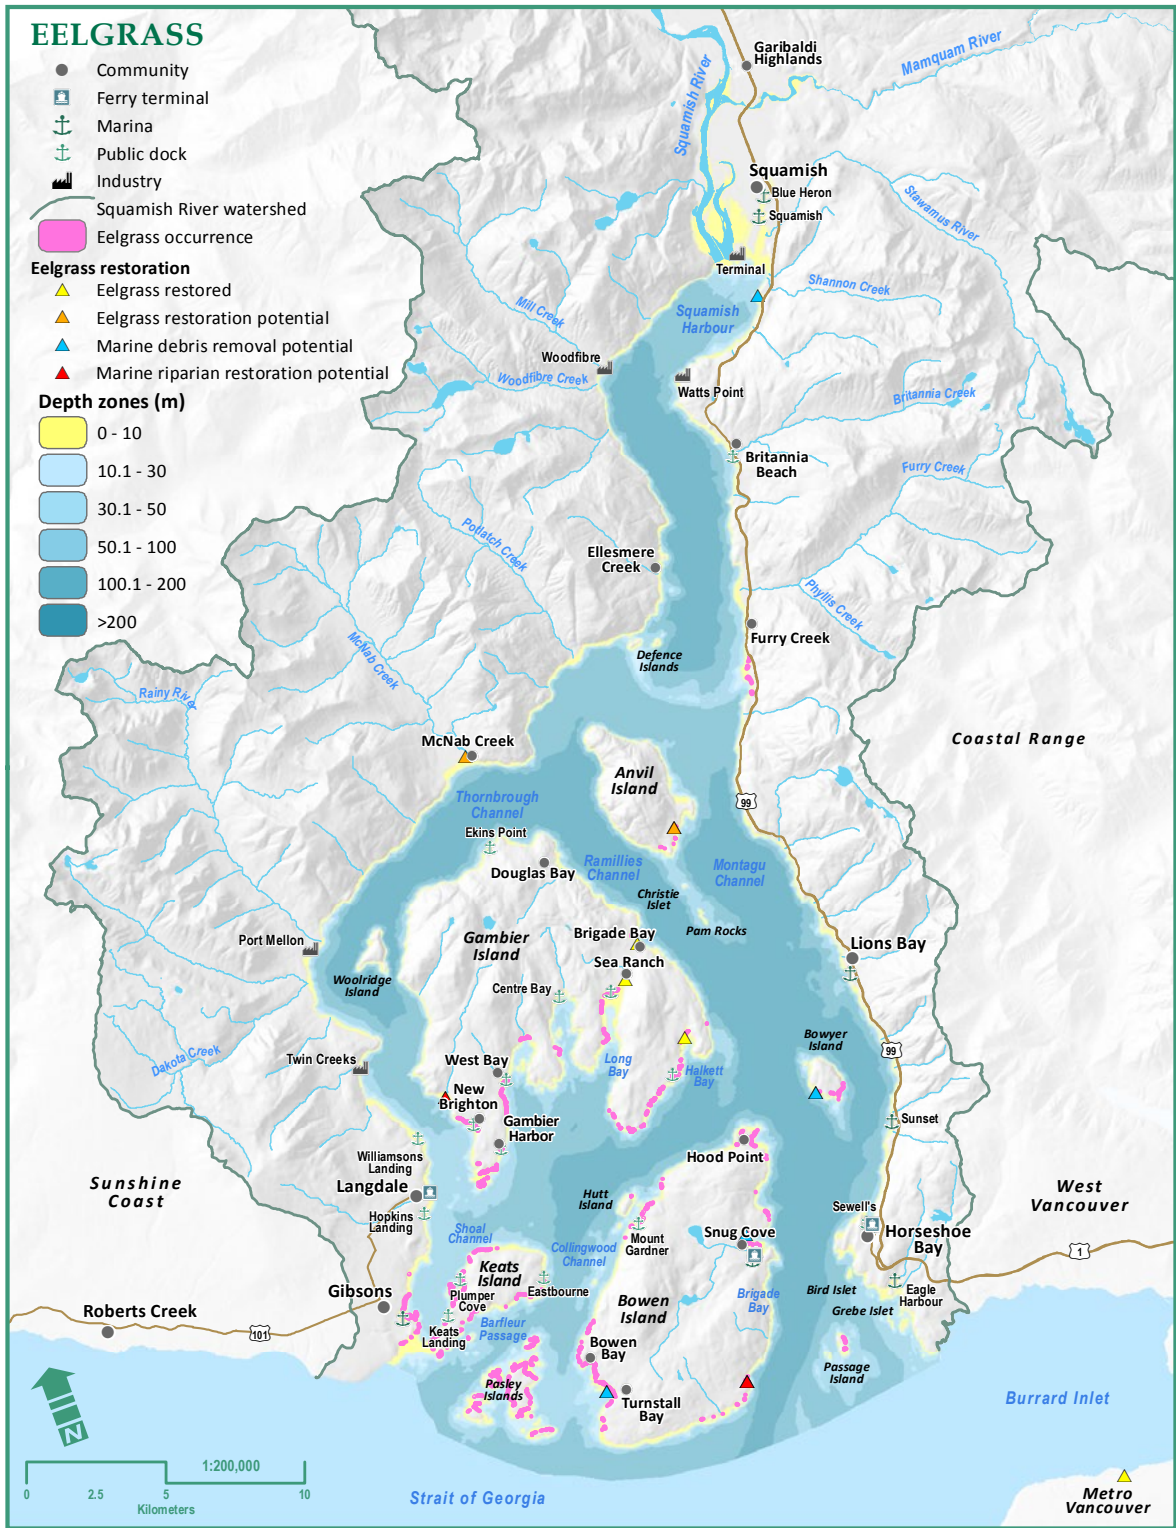 EELGRASS
Community
Ferry terminal
Marina
Public dock
Industry
Squamish River watershed
Eelgrass occurrence
Eelgrass restoration
Eelgrass restored
Eelgrass restoration potential
Marine debris removal potential
Marine riparian restoration potential
Depth zones (m)
0 - 10
10.1 - 30
30.1 - 50
50.1 - 100
100.1 - 200
>200
Garibaldi
Highlands
Mamquam River
Squamish River
Squamish
Blue Heron
Squamish
Stawamus River
Terminal
Shannon Creek
Squamish
Harbour
Mill Creek
Woodfibre
Woodfibre Creek
Watts Point
Britannia Creek
Britannia
Beach
Furry Creek
Potlatch Creek
Ellesmere
Creek
Phyllis Creek
Furry Creek
Defence
Islands
McNab Creek
Rainy River
McNab Creek
Coastal Range
Anvil
Island
99
Thornbrough
Channel
Ekins Point
Douglas Bay
Ramillies
Channel
Montagu
Channel
Christie
Islet
Pam Rocks
Port Mellon
Gambier
Island
Brigade Bay
Sea Ranch
Lions Bay
Woolridge
Island
Centre Bay
Bowyer
Island
99
Dakota Creek
Twin Creeks
West Bay
Long
Bay
Halkett
Bay
New
Brighton
Gambier
Harbor
Sunset
Williamsons
Landing
Hood Point
Langdale
Sunshine
Coast
West
Vancouver
Hutt
Island
Hopkins
Landing
Sewell's
Horseshoe
Bay
Mount
Gardner
Snug Cove
Shoal
Channel
Collingwood
Channel
1
Keats
Island
Eastbourne
Plumper
Cove
Gibsons
Bird Islet
Grebe Islet
Eagle
Harbour
Brigade
Bay
Bowen
Island
Roberts Creek
101
Keats
Landing
Barfleur
Passage
Bowen
Bay
Passage
Island
Pasley
Islands
Turnstall
Bay
Burrard Inlet
N
1:200,000
0
2.5
5
10
Kilometers
Strait of Georgia
Metro
Vancouver